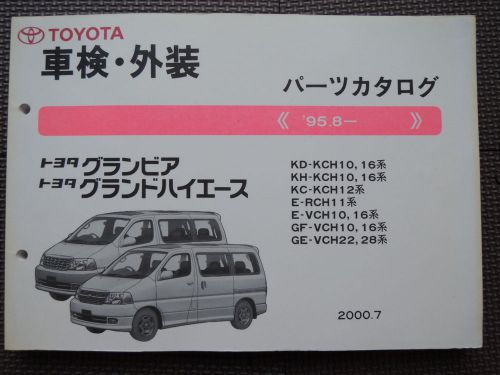 TOYOTA
車検・外装
パーツカタログ
《 '95.8ー 》
トヨタ グランビア
トヨタ グランドハイエース
KD-KCH10,16系
KH-KCH10,16系
KC-KCH12系
E-RCH11系
E-VCH10,16系
GF-VCH10,16系
GE-VCH22,28系
2000.7